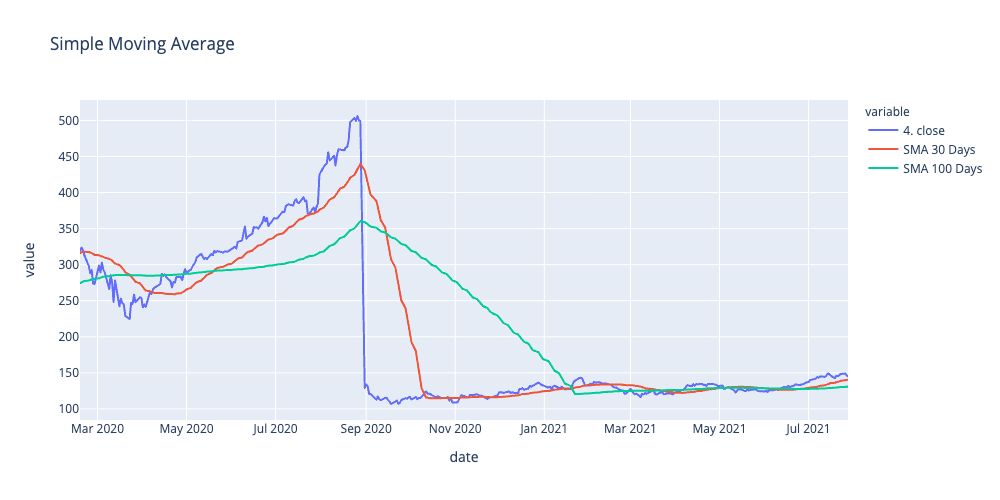 Simple Moving Average
variable
4. close
SMA 30 Days
SMA 100 Days
value
500
450
400
350
300
250
200
150
100
Mar 2020 May 2020 Jul 2020 Sep 2020 Nov 2020 Jan 2021 Mar 2021 May 2021 Jul 2021
date